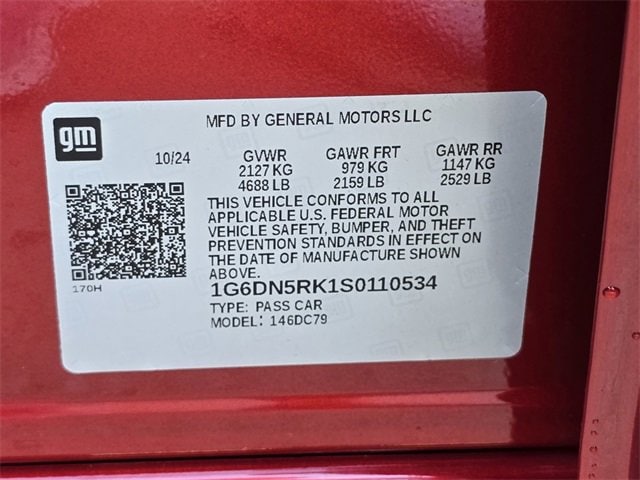 gm
MFD BY GENERAL MOTORS LLC
10/24
GVWR GAWR FRT GAWR RR
2127 KG 979 KG 1147 KG
4688 LB 2159 LB 2529 LB
THIS VEHICLE CONFORMS TO ALL
APPLICABLE U.S. FEDERAL MOTOR
VEHICLE SAFETY, BUMPER, AND THEFT
PREVENTION STANDARDS IN EFFECT ON
THE DATE OF MANUFACTURE SHOWN
ABOVE.
170H
1G6DN5RK1S0110534
TYPE: PASS CAR
MODEL: 146DC79